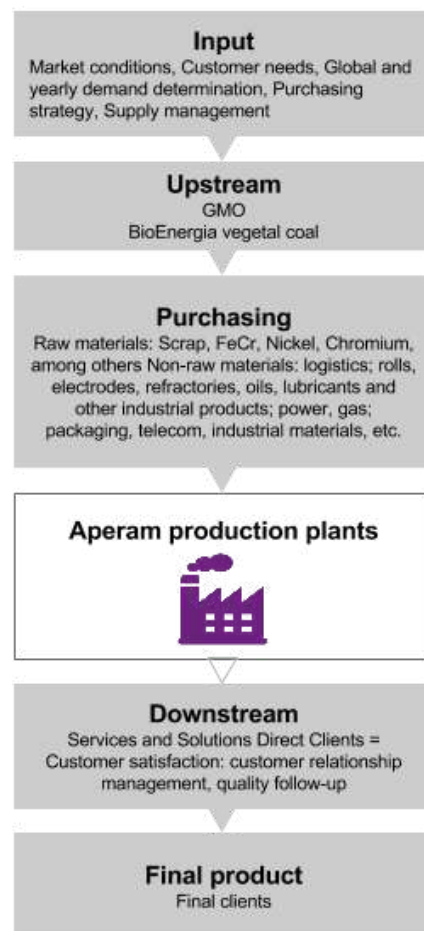 Input
Market conditions, Customer needs, Global and
yearly demand determination, Purchasing
strategy, Supply management
Upstream
GMO
BioEnergia vegetal coal
Purchasing
Raw materials: Scrap, FeCr, Nickel, Chromium,
among others Non-raw materials: logistics; rolls,
electrodes, refractories, oils, lubricants and
other industrial products; power, gas;
packaging, telecom, industrial materials, etc.
Aperam production plants
Downstream
Services and Solutions Direct Clients =
Customer satisfaction: customer relationship
management, quality follow-up
Final product
Final clients